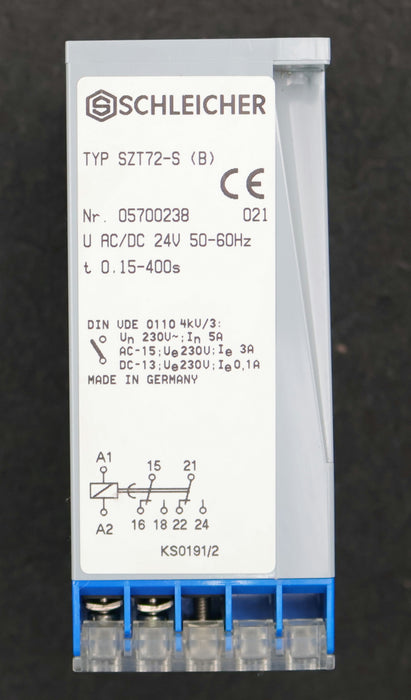 SCHLEICHER
TYP SZT72-S (B)
CE
Nr. 05700238 021
U AC/DC 24V 50-60Hz
t 0.15-400s
DIN VDE 0110 4kV/3:
Un 230V~; In 5A
AC-15; Ue 230V; Ie 3A
DC-13; Ue 230V; Ie 0,1A
MADE IN GERMANY
A1 15 21
A2 16 18 22 24
KS0191/2